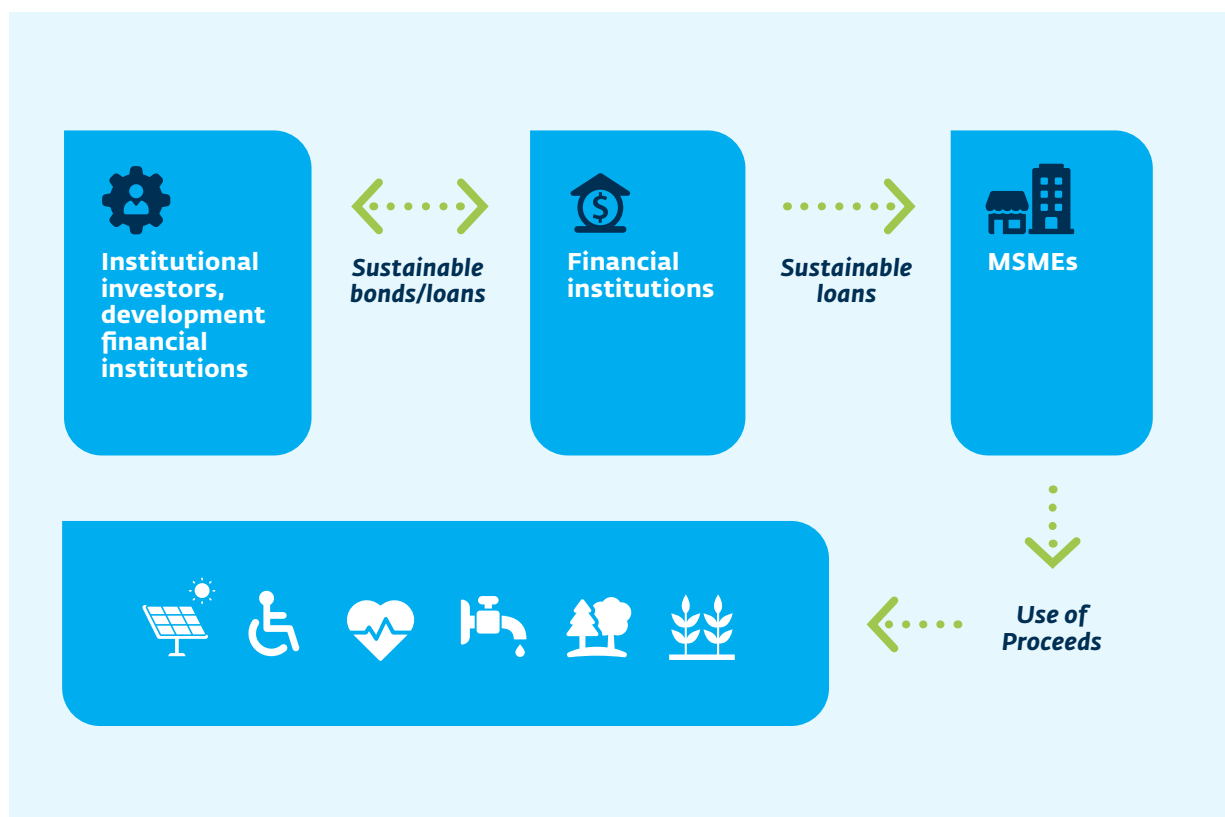 Institutional
investors,
development
financial
institutions
Sustainable
bonds/loans
Financial
institutions
Sustainable
loans
MSMEs
Use of
Proceeds